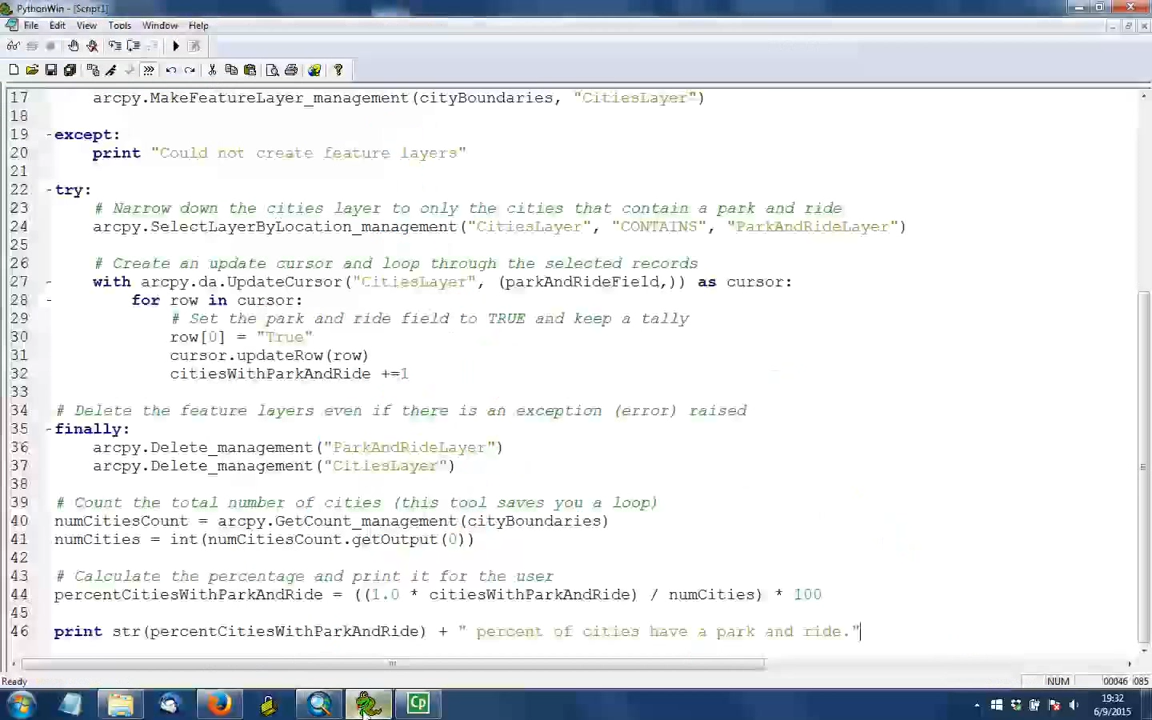 PythonWin - [Script1]
File Edit View Tools Window Help
17 arcpy.MakeFeatureLayer_management(cityBoundaries, "CitiesLayer")
18
19 except:
20 print "Could not create feature layers"
21
22 try:
23 # Narrow down the cities layer to only the cities that contain a park and ride
24 arcpy.SelectLayerByLocation_management("CitiesLayer", "CONTAINS", "ParkAndRideLayer")
25
26 # Create an update cursor and loop through the selected records
27 with arcpy.da.UpdateCursor("CitiesLayer", (parkAndRideField,)) as cursor:
28 for row in cursor:
29 # Set the park and ride field to TRUE and keep a tally
30 row[0] = "True"
31 cursor.updateRow(row)
32 citiesWithParkAndRide +=1
33
34 # Delete the feature layers even if there is an exception (error) raised
35 finally:
36 arcpy.Delete_management("ParkAndRideLayer")
37 arcpy.Delete_management("CitiesLayer")
38
39 # Count the total number of cities (this tool saves you a loop)
40 numCitiesCount = arcpy.GetCount_management(cityBoundaries)
41 numCities = int(numCitiesCount.getOutput(0))
42
43 # Calculate the percentage and print it for the user
44 percentCitiesWithParkAndRide = ((1.0 * citiesWithParkAndRide) / numCities) * 100
45
46 print str(percentCitiesWithParkAndRide) + " percent of cities have a park and ride."
NUM 00046 085
Cp
19:32
6/9/2015